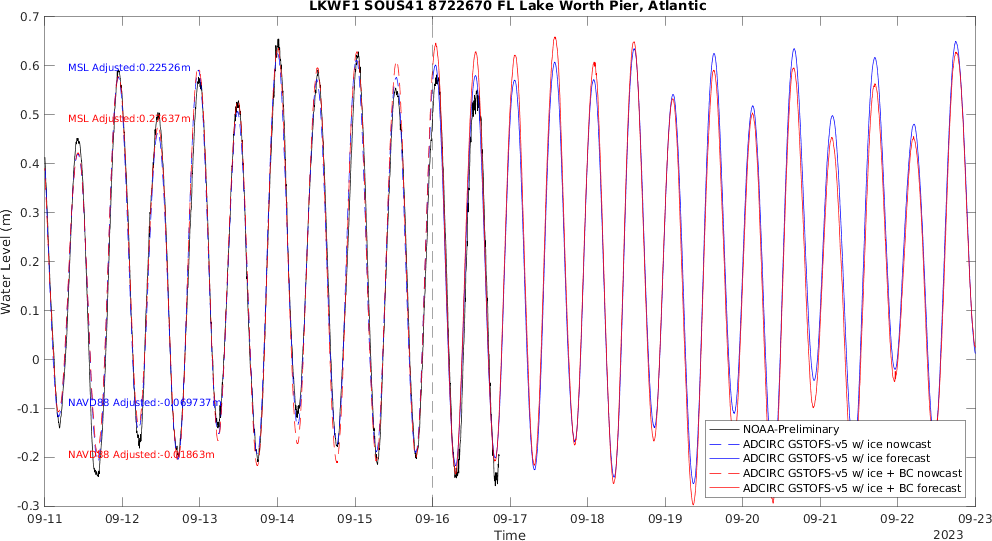 LKWF1 SOUS41 8722670 FL Lake Worth Pier, Atlantic
Water Level (m)
0.7
0.6
0.5
0.4
0.3
0.2
0.1
0
-0.1
-0.2
-0.3
MSL Adjusted:0.22526m
MSL Adjusted:0.2 637m
NAVD88 Adjusted:-0.069737m
NAVD88 Adjusted:-0.01863m
NOAA-Preliminary
ADCIRC GSTOFS-v5 w/ ice nowcast
ADCIRC GSTOFS-v5 w/ ice forecast
ADCIRC GSTOFS-v5 w/ ice + BC nowcast
ADCIRC GSTOFS-v5 w/ ice + BC forecast
09-11 09-12 09-13 09-14 09-15 09-16 09-17 09-18 09-19 09-20 09-21 09-22 09-23
Time
2023